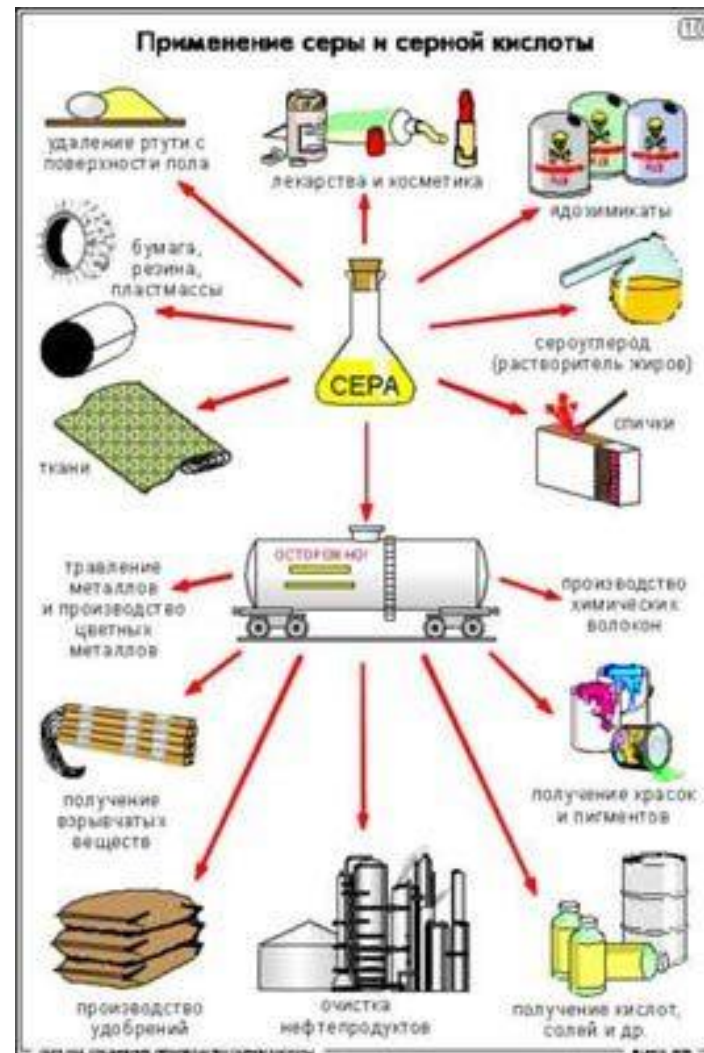 Применение серы и серной кислоты
удаление ртути с
поверхности пола
лекарства и косметика
ядохимикаты
бумага,
резина,
пластмассы
сероуглерод
(растворитель жиров)
СЕРА
ткани
спички
ОСТОРОЖНО!
травление
металлов
и производство
цветных
металлов
производство
химических
волокон
получение
взрывчатых
веществ
получение красок
и пигментов
производство
удобрений
очистка
нефтепродуктов
получение кислот,
солей и др.